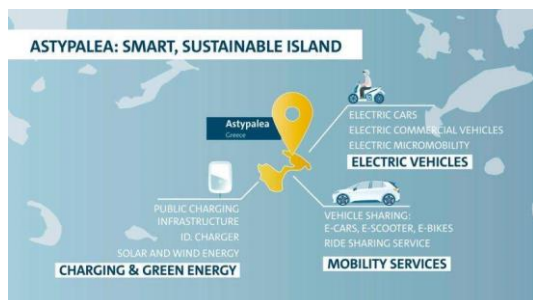 ASTYPALEA: SMART, SUSTAINABLE ISLAND
Astypalea
Greece
ELECTRIC CARS
ELECTRIC COMMERCIAL VEHICLES
ELECTRIC MICROMOBILITY
ELECTRIC VEHICLES
PUBLIC CHARGING
INFRASTRUCTURE
ID. CHARGER
SOLAR AND WIND ENERGY
CHARGING & GREEN ENERGY
VEHICLE SHARING:
E-CARS, E-SCOOTER, E-BIKES
RIDE SHARING SERVICE
MOBILITY SERVICES